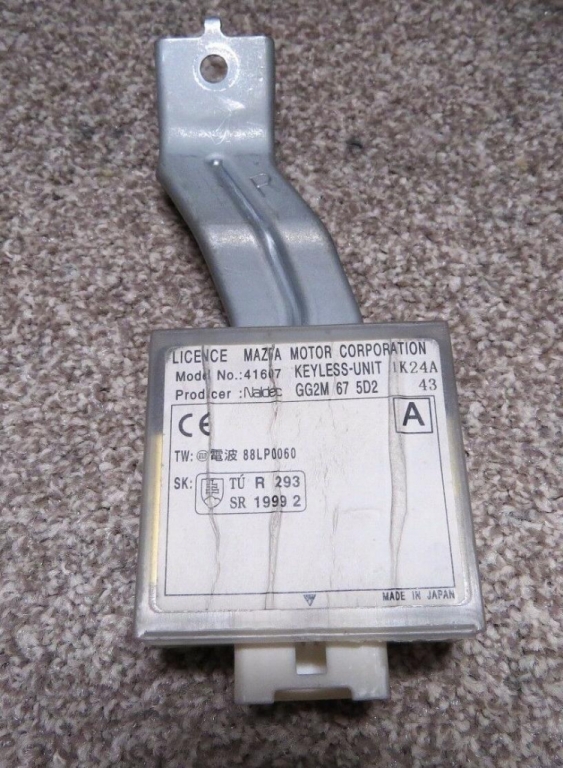 R
LICENCE MAZDA MOTOR CORPORATION
Model No.:41607 KEYLESS-UNIT 1K24A
Producer :Naldec GG2M 67 5D2 43
CE A
TW: 電波 88LP0060
SK: TÚ R 293
SR 1999 2
MADE IN JAPAN